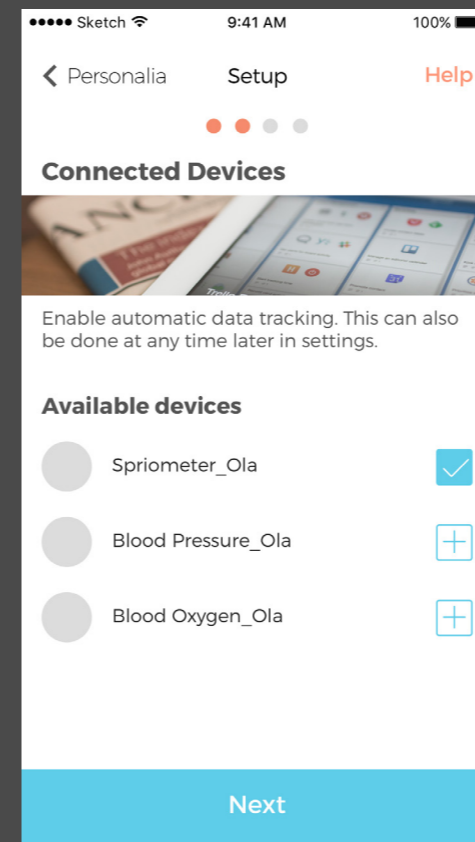 Sketch 9:41 AM 100%
Personalia Setup Help
Connected Devices
Enable automatic data tracking. This can also
be done at any time later in settings.
Available devices
Spriometer_Ola
Blood Pressure_Ola
Blood Oxygen_Ola
Next